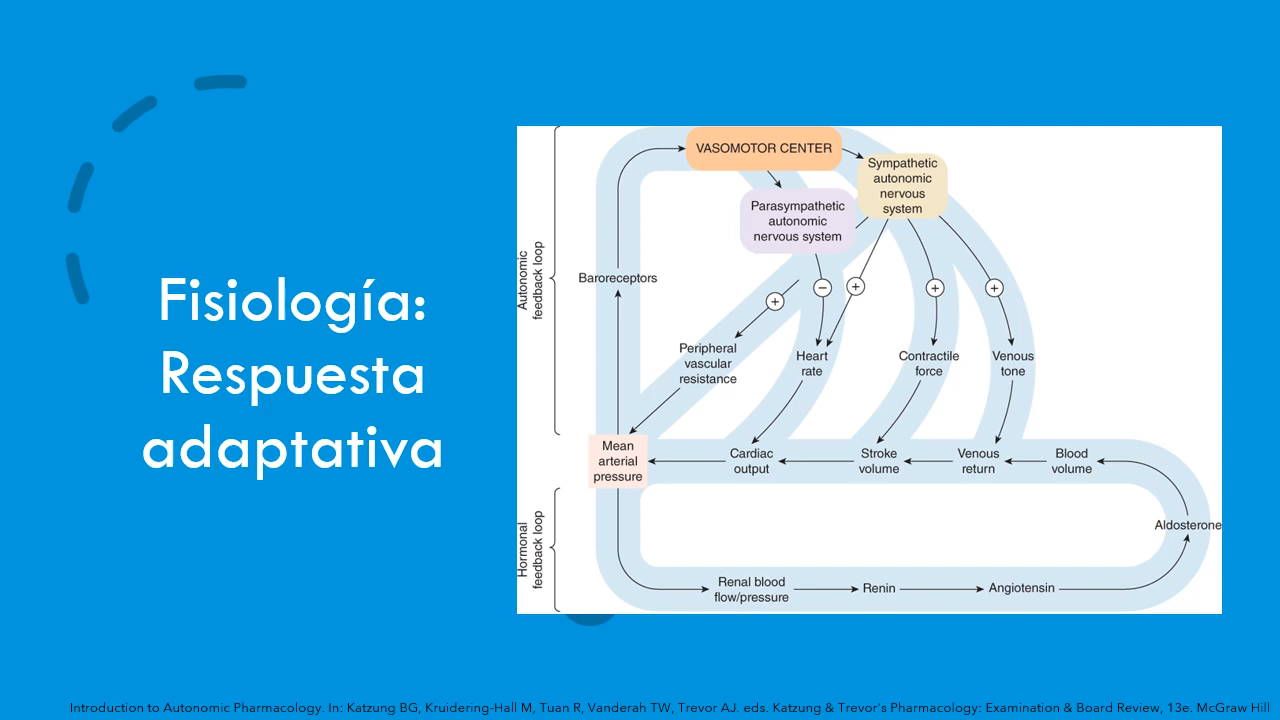 Fisiología:
Respuesta
adaptativa
Autonomic
feedback loop
Hormonal
feedback loop
VASOMOTOR CENTER
Sympathetic
autonomic
nervous
system
Parasympathetic
autonomic
nervous system
Baroreceptors
+
−
+
+
+
Peripheral
vascular
resistance
Heart
rate
Contractile
force
Venous
tone
Mean
arterial
pressure
Cardiac
output
Stroke
volume
Venous
return
Blood
volume
Aldosterone
Renal blood
flow/pressure
Renin
Angiotensin
Introduction to Autonomic Pharmacology. In: Katzung BG, Kruidering-Hall M, Tuan R, Vanderah TW, Trevor AJ. eds. Katzung & Trevor's Pharmacology: Examination & Board Review, 13e. McGraw Hill